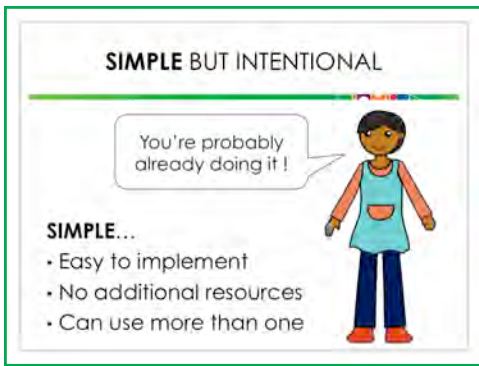 SIMPLE BUT INTENTIONAL
You're probably
already doing it !
SIMPLE...
• Easy to implement
• No additional resources
• Can use more than one